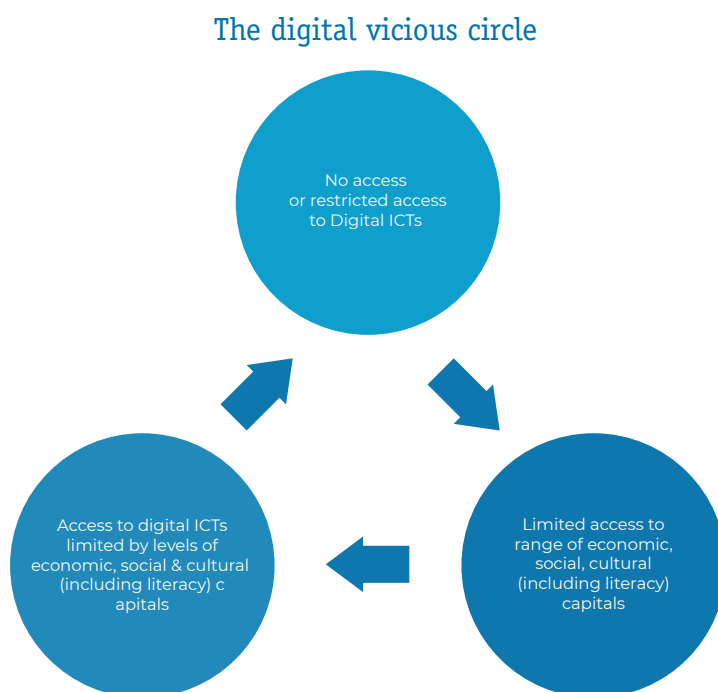 The digital vicious circle
No access
or restricted access
to Digital ICTs
Limited access to
range of economic,
social, cultural
(including literacy)
capitals
Access to digital ICTs
limited by levels of
economic, social & cultural
(including literacy) c
apitals